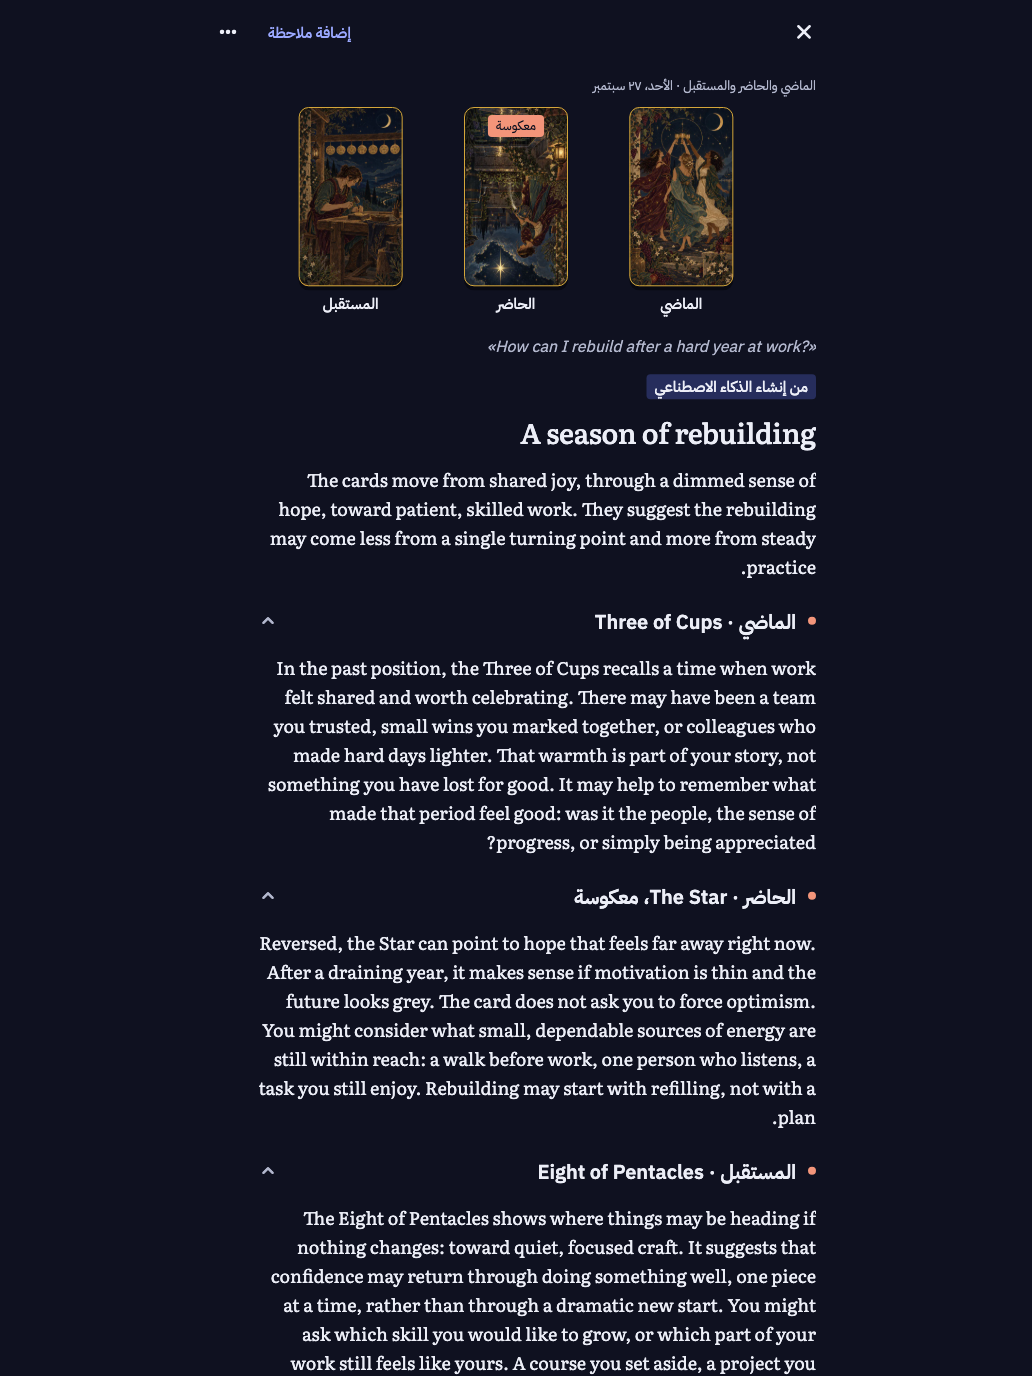 إضافة ملاحظة
الماضي والحاضر والمستقبل · الأحد، ٢٧ سبتمبر
معكوسة
الماضي
الحاضر
المستقبل
«How can I rebuild after a hard year at work?»
من إنشاء الذكاء الاصطناعي
A season of rebuilding
The cards move from shared joy, through a dimmed sense of
hope, toward patient, skilled work. They suggest the rebuilding
may come less from a single turning point and more from steady
practice.
الماضي · Three of Cups
In the past position, the Three of Cups recalls a time when work
felt shared and worth celebrating. There may have been a team
you trusted, small wins you marked together, or colleagues who
made hard days lighter. That warmth is part of your story, not
something you have lost for good. It may help to remember what
made that period feel good: was it the people, the sense of
progress, or simply being appreciated?
الحاضر · The Star، معكوسة
Reversed, the Star can point to hope that feels far away right now.
After a draining year, it makes sense if motivation is thin and the
future looks grey. The card does not ask you to force optimism.
You might consider what small, dependable sources of energy are
still within reach: a walk before work, one person who listens, a
task you still enjoy. Rebuilding may start with refilling, not with a
plan.
المستقبل · Eight of Pentacles
The Eight of Pentacles shows where things may be heading if
nothing changes: toward quiet, focused craft. It suggests that
confidence may return through doing something well, one piece
at a time, rather than through a dramatic new start. You might
ask which skill you would like to grow, or which part of your
work still feels like yours. A course you set aside, a project you